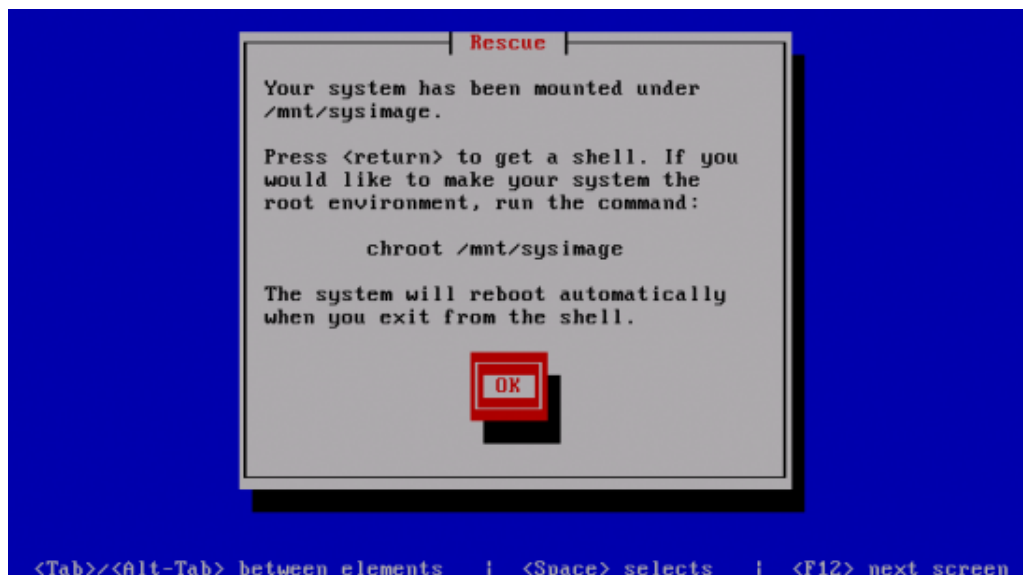 Rescue
Your system has been mounted under
/mnt/sysimage.
Press <return> to get a shell. If you
would like to make your system the
root environment, run the command:
chroot /mnt/sysimage
The system will reboot automatically
when you exit from the shell.
OK
<Tab>/<Alt-Tab> between elements | <Space> selects | <F12> next screen